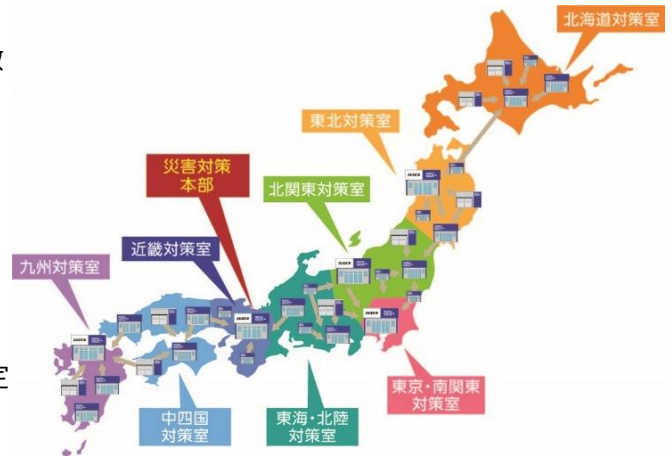 北海道対策室
東北対策室
災害対策
本部
北関東対策室
近畿対策室
九州対策室
東京・南関東
対策室
中四国
対策室
東海・北陸
対策室